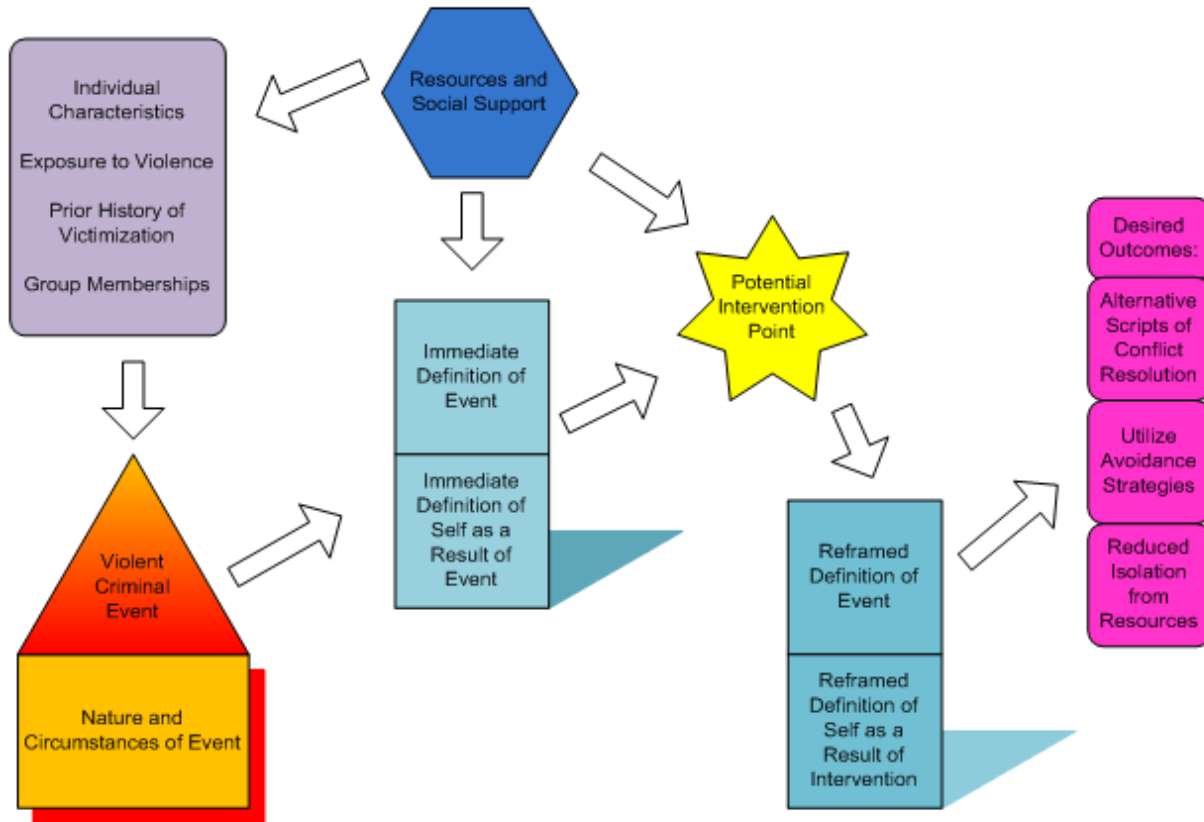 Individual
Characteristics
Exposure to Violence
Prior History of
Victimization
Group Memberships
Resources and
Social Support
Potential
Intervention
Point
Immediate
Definition of
Event
Immediate
Definition of
Self as a
Result of
Event
Violent
Criminal
Event
Nature and
Circumstances of Event
Reframed
Definition of
Event
Reframed
Definition of
Self as a
Result of
Intervention
Desired
Outcomes:
Alternative
Scripts of
Conflict
Resolution
Utilize
Avoidance
Strategies
Reduced
Isolation
from
Resources